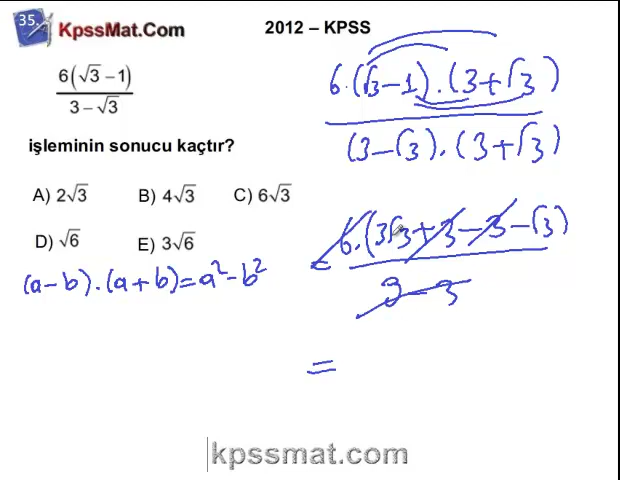 35.
KpssMat.Com
2012 – KPSS
6(√3 – 1)
3 – √3
işleminin sonucu kaçtır?
A) 2√3 B) 4√3 C) 6√3
D) √6 E) 3√6
(a-b).(a+b)=a²-b²
6.(√3-1).(3+√3)
(3-√3).(3+√3)
= 6.(3√3+3-3-√3)
9-3
=
kpssmat.com